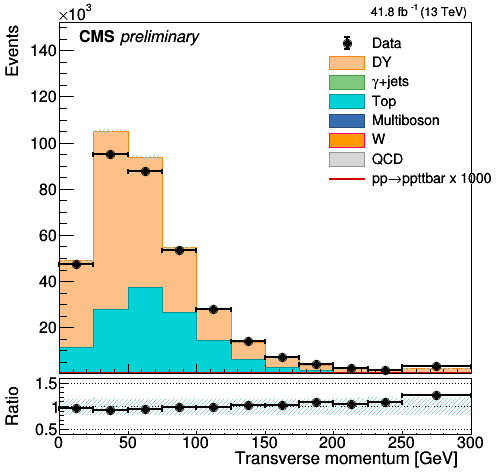 ×10³
41.8 fb⁻¹ (13 TeV)
Events
CMS preliminary
Data
DY
γ+jets
Top
Multiboson
W
QCD
pp→ppttbar x 1000
140
120
100
80
60
40
20
Ratio
1.5
1
0.5
0 50 100 150 200 250 300
Transverse momentum [GeV]